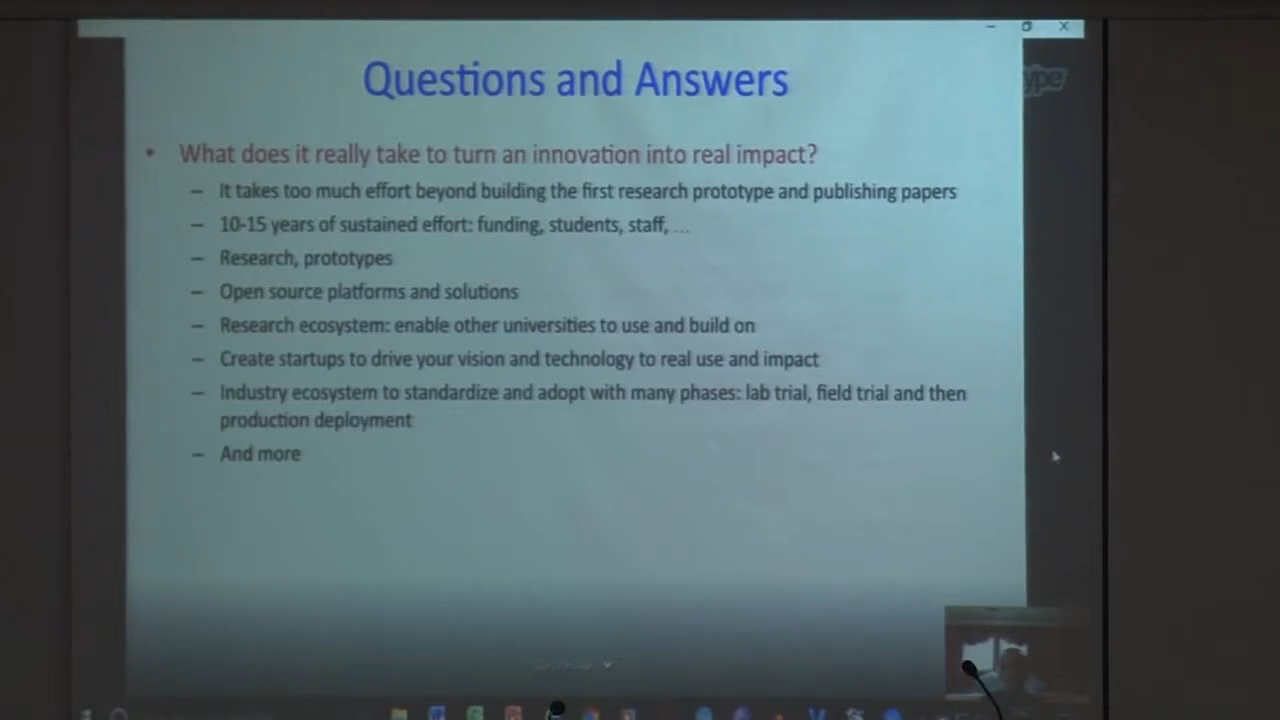 Questions and Answers
• What does it really take to turn an innovation into real impact?
– It takes too much effort beyond building the first research prototype and publishing papers
– 10-15 years of sustained effort: funding, students, staff, ...
– Research, prototypes
– Open source platforms and solutions
– Research ecosystem: enable other universities to use and build on
– Create startups to drive your vision and technology to real use and impact
– Industry ecosystem to standardize and adopt with many phases: lab trial, field trial and then
production deployment
– And more